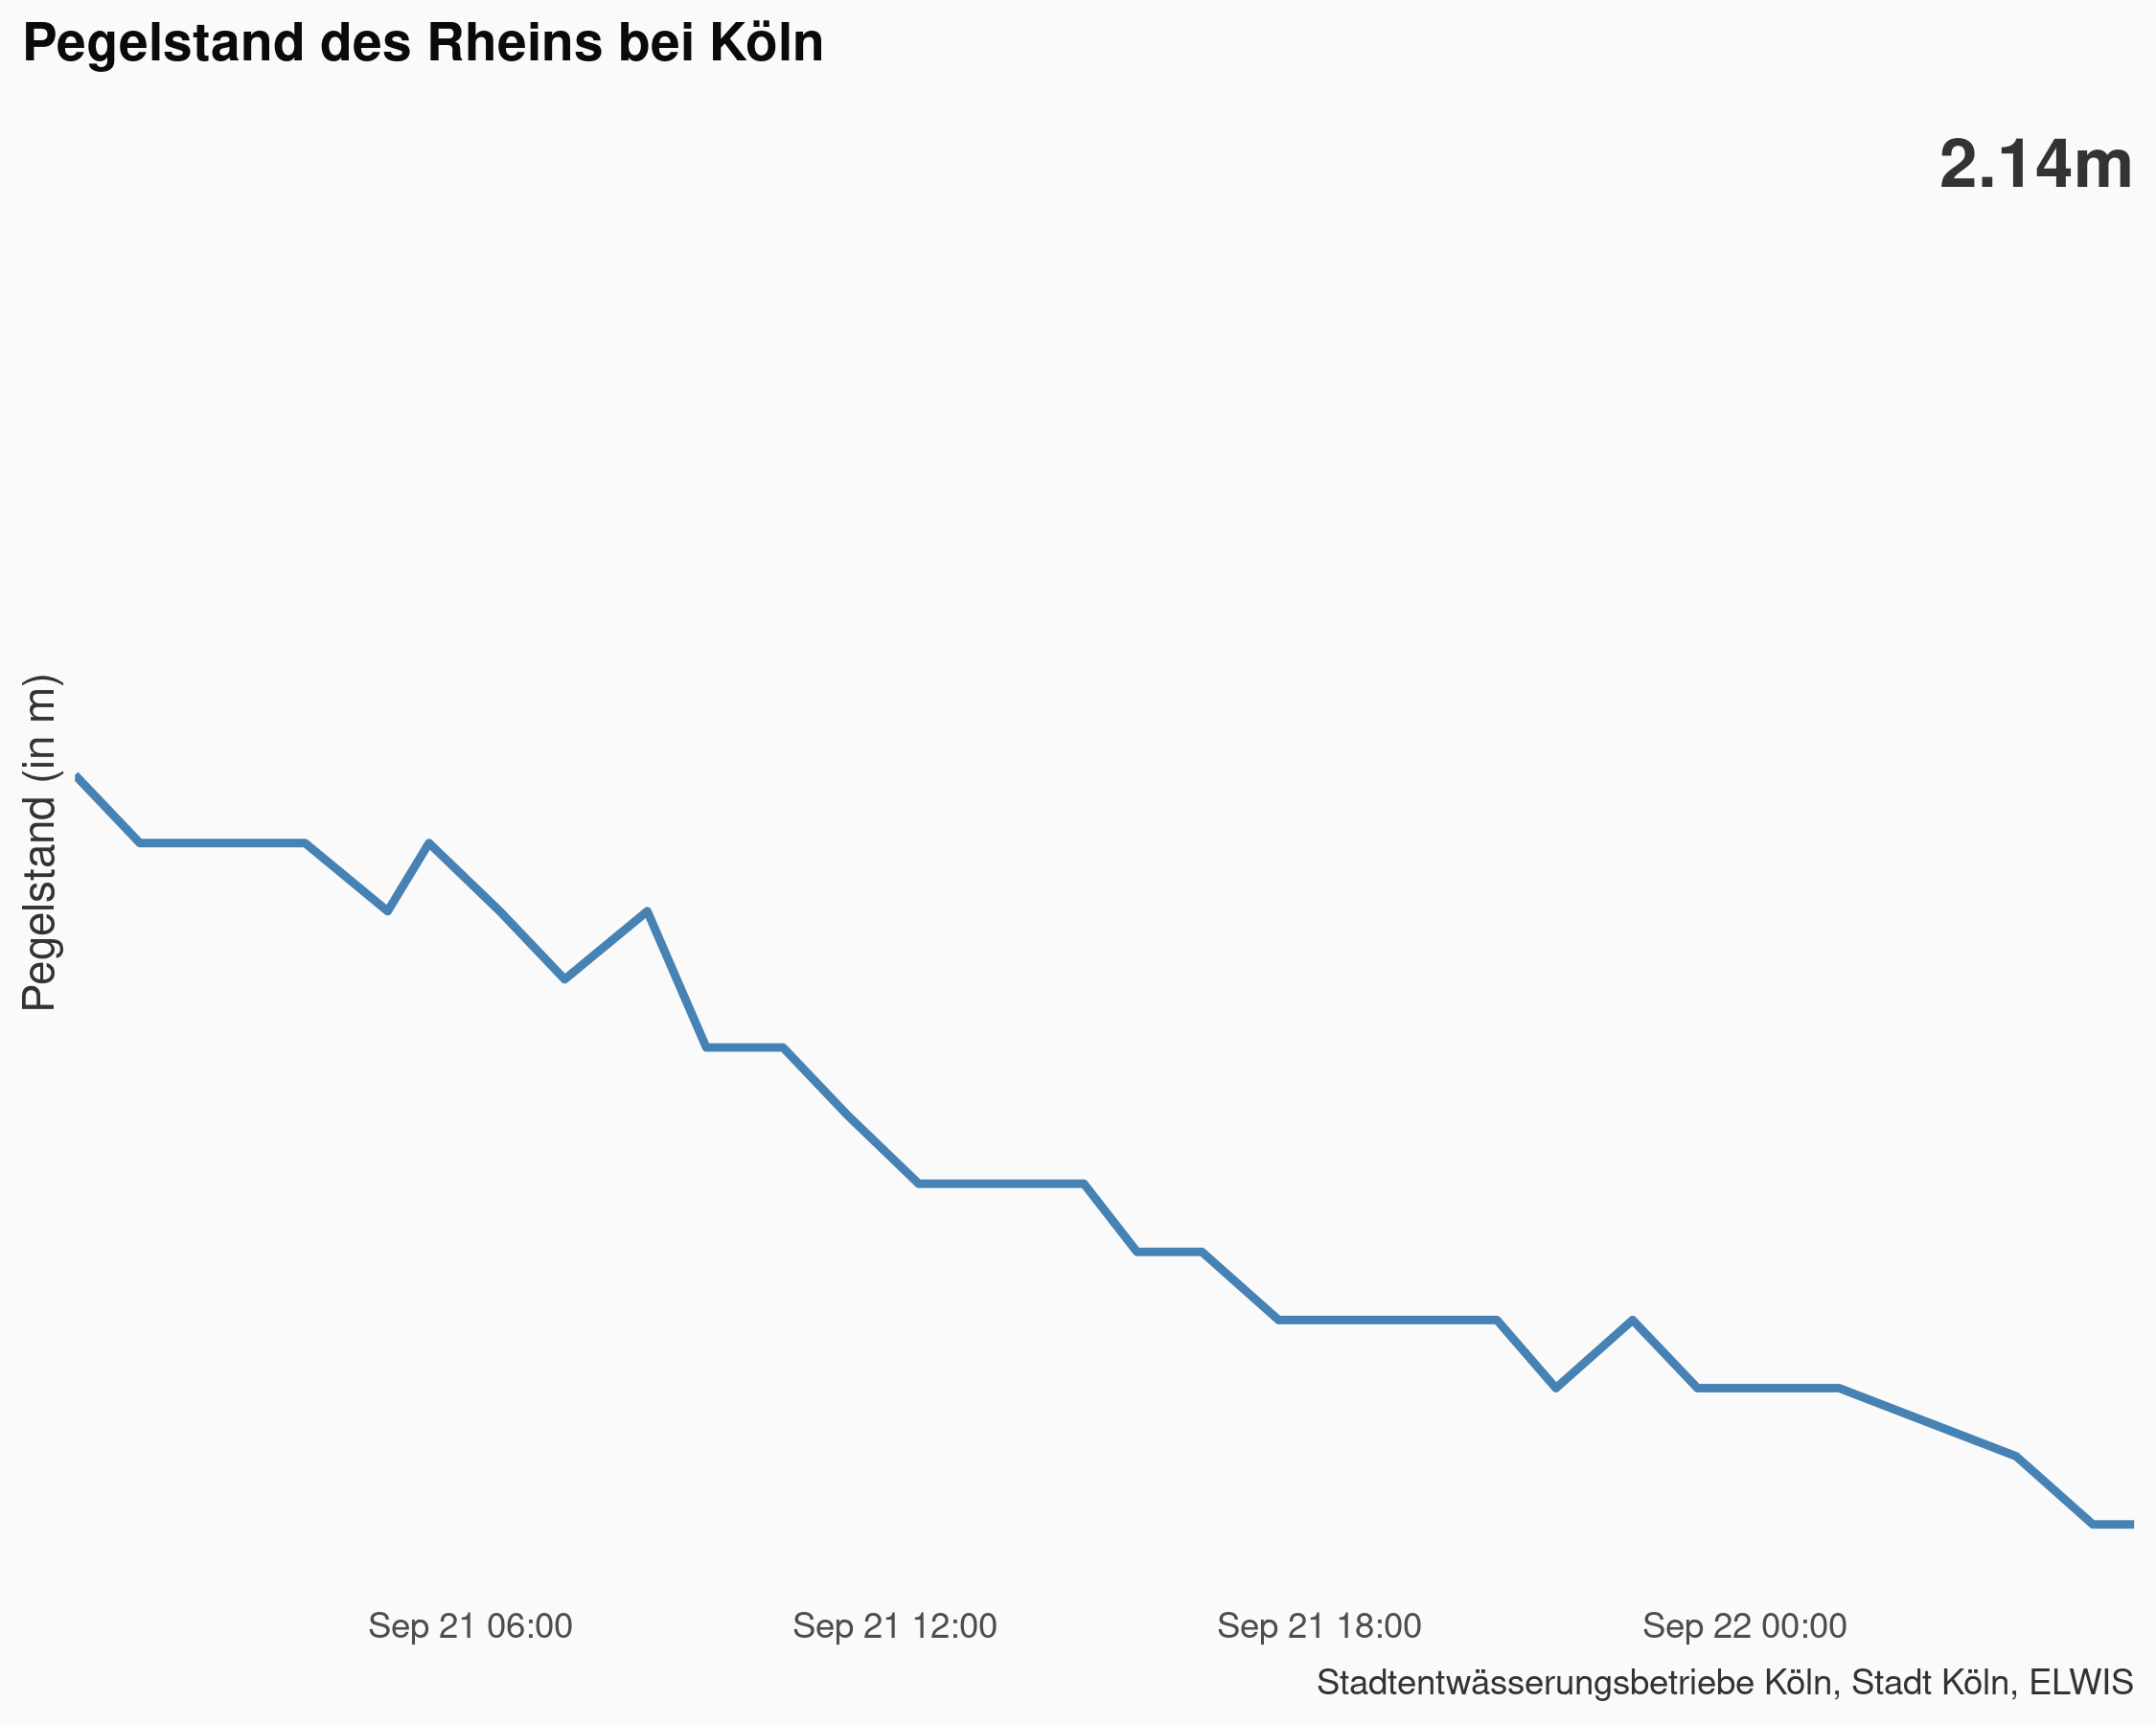 Pegelstand des Rheins bei Köln
2.14m
Pegelstand (in m)
Sep 21 06:00
Sep 21 12:00
Sep 21 18:00
Sep 22 00:00
Stadtentwässerungsbetriebe Köln, Stadt Köln, ELWIS